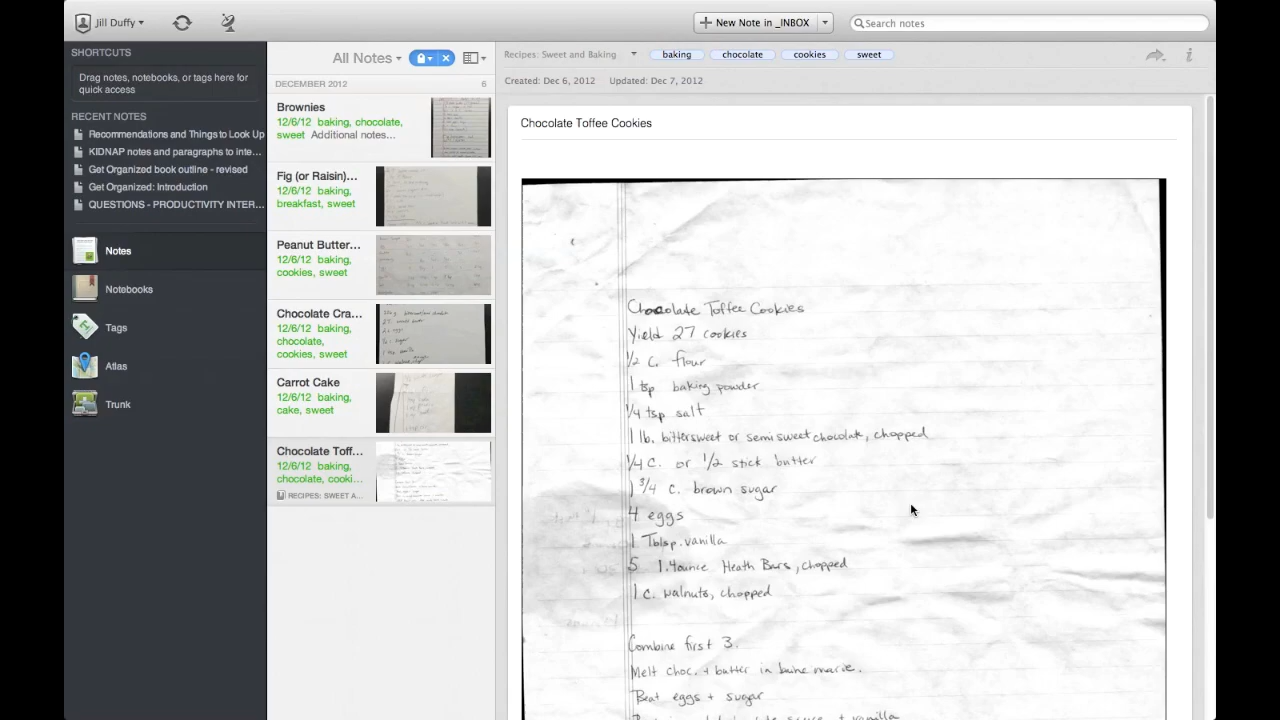 Jill Duffy
New Note in _INBOX
Search notes
SHORTCUTS
Drag notes, notebooks, or tags here for
quick access
RECENT NOTES
Recommendations and Things to Look Up
KIDNAP notes and paragraphs to inte...
Get Organized book outline - revised
Get Organized: Introduction
QUESTIONS - PRODUCTIVITY INTER...
Notes
Notebooks
Tags
Atlas
Trunk
All Notes
DECEMBER 2012 6
Brownies
12/6/12 baking, chocolate,
sweet Additional notes...
Fig (or Raisin)...
12/6/12 baking,
breakfast, sweet
Peanut Butter...
12/6/12 baking,
cookies, sweet
Chocolate Cra...
12/6/12 baking,
chocolate,
cookies, sweet
Carrot Cake
12/6/12 baking,
cake, sweet
Chocolate Toff...
12/6/12 baking,
chocolate, cooki...
RECIPES: SWEET A...
Recipes: Sweet and Baking baking chocolate cookies sweet
Created: Dec 6, 2012 Updated: Dec 7, 2012
Chocolate Toffee Cookies
Chocolate Toffee Cookies
Yield 27 cookies
1/2 c. flour
1 tsp baking powder
1/4 tsp salt
1 lb. bittersweet or semisweet chocolate, chopped
1/4 c. or 1/2 stick butter
1 3/4 c. brown sugar
4 eggs
1 Tblsp. vanilla
5 1.4ounce Heath Bars, chopped
1 c. walnuts, chopped
Combine first 3.
Melt choc. + butter in baine marie.
Beat eggs + sugar
+ vanilla